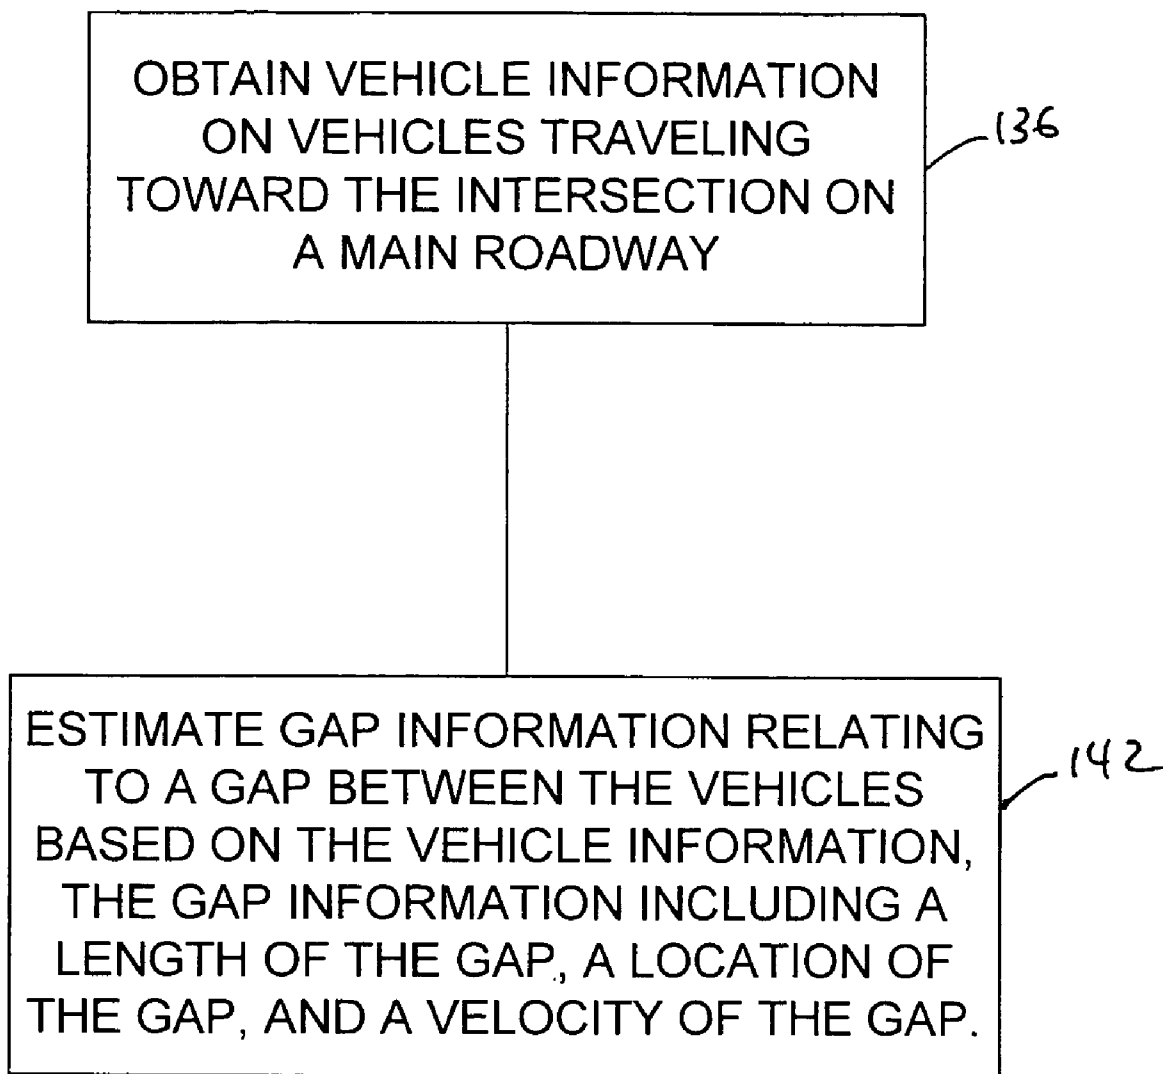 OBTAIN VEHICLE INFORMATION
ON VEHICLES TRAVELING
TOWARD THE INTERSECTION ON
A MAIN ROADWAY
136
ESTIMATE GAP INFORMATION RELATING
TO A GAP BETWEEN THE VEHICLES
BASED ON THE VEHICLE INFORMATION,
THE GAP INFORMATION INCLUDING A
LENGTH OF THE GAP, A LOCATION OF
THE GAP, AND A VELOCITY OF THE GAP.
142